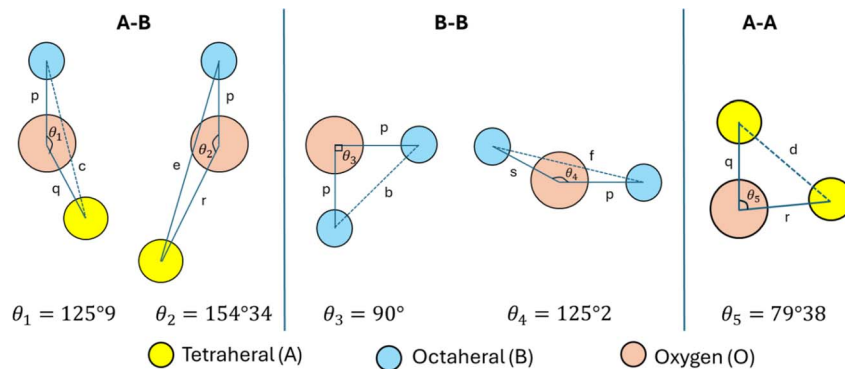 A-B
B-B
A-A
p
θ₁
c
q
p
θ₂
e
r
p
θ₃
p
b
f
s
θ₄
p
q
d
θ₅
r
θ₁ = 125°9
θ₂ = 154°34
θ₃ = 90°
θ₄ = 125°2
θ₅ = 79°38
Tetraheral (A)
Octaheral (B)
Oxygen (O)